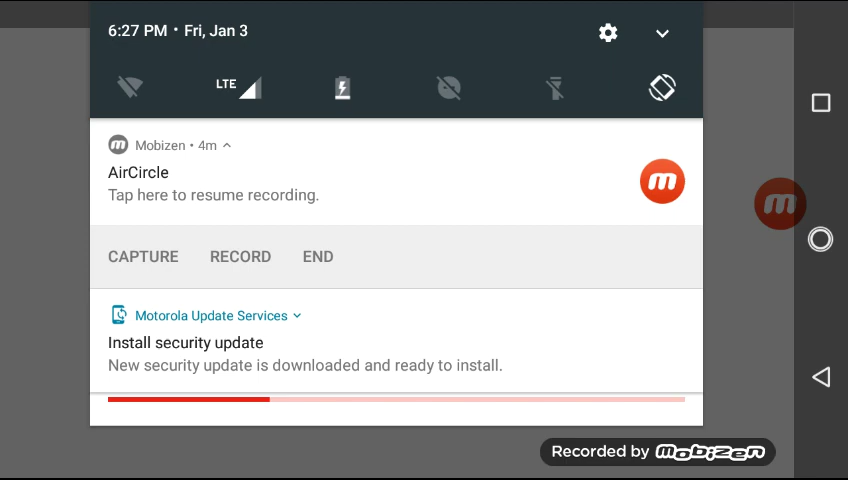 6:27 PM • Fri, Jan 3
LTE
Mobizen • 4m
AirCircle
Tap here to resume recording.
CAPTURE RECORD END
Motorola Update Services
Install security update
New security update is downloaded and ready to install.
Recorded by mobizen